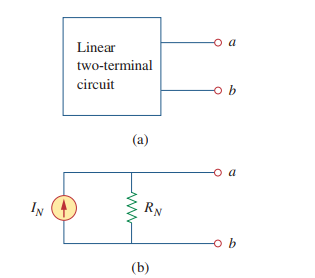 Linear
two-terminal
circuit
a
b
(a)
I_N
R_N
a
b
(b)